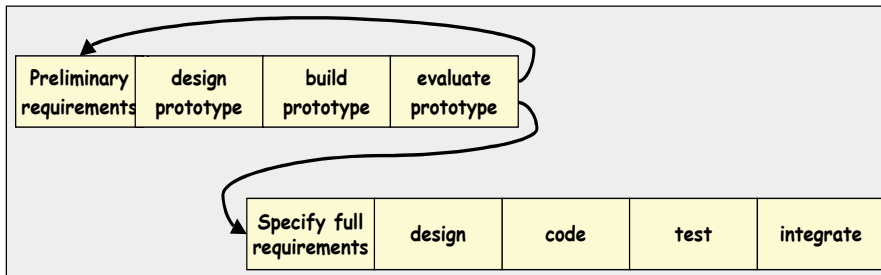 Preliminary
requirements
design
prototype
build
prototype
evaluate
prototype
Specify full
requirements
design
code
test
integrate